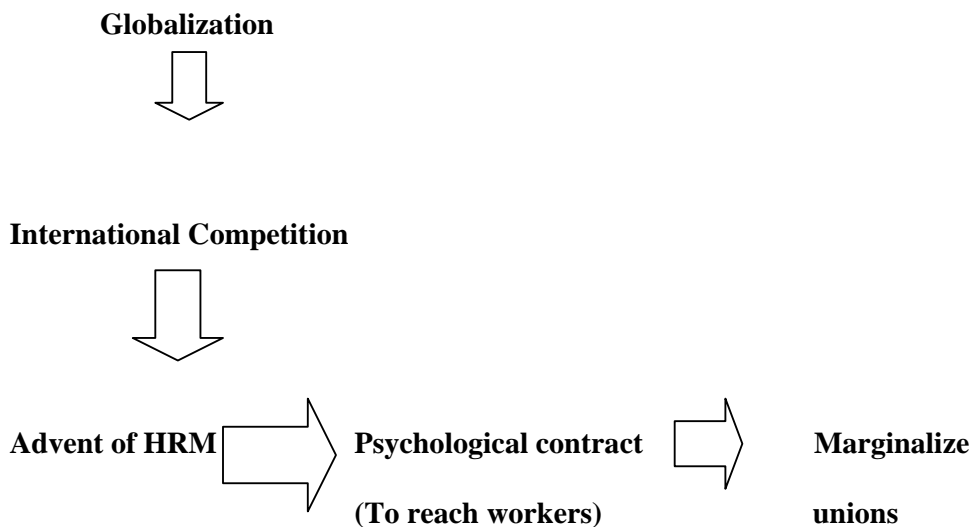 Globalization
International Competition
Advent of HRM Psychological contract Marginalize
(To reach workers) unions